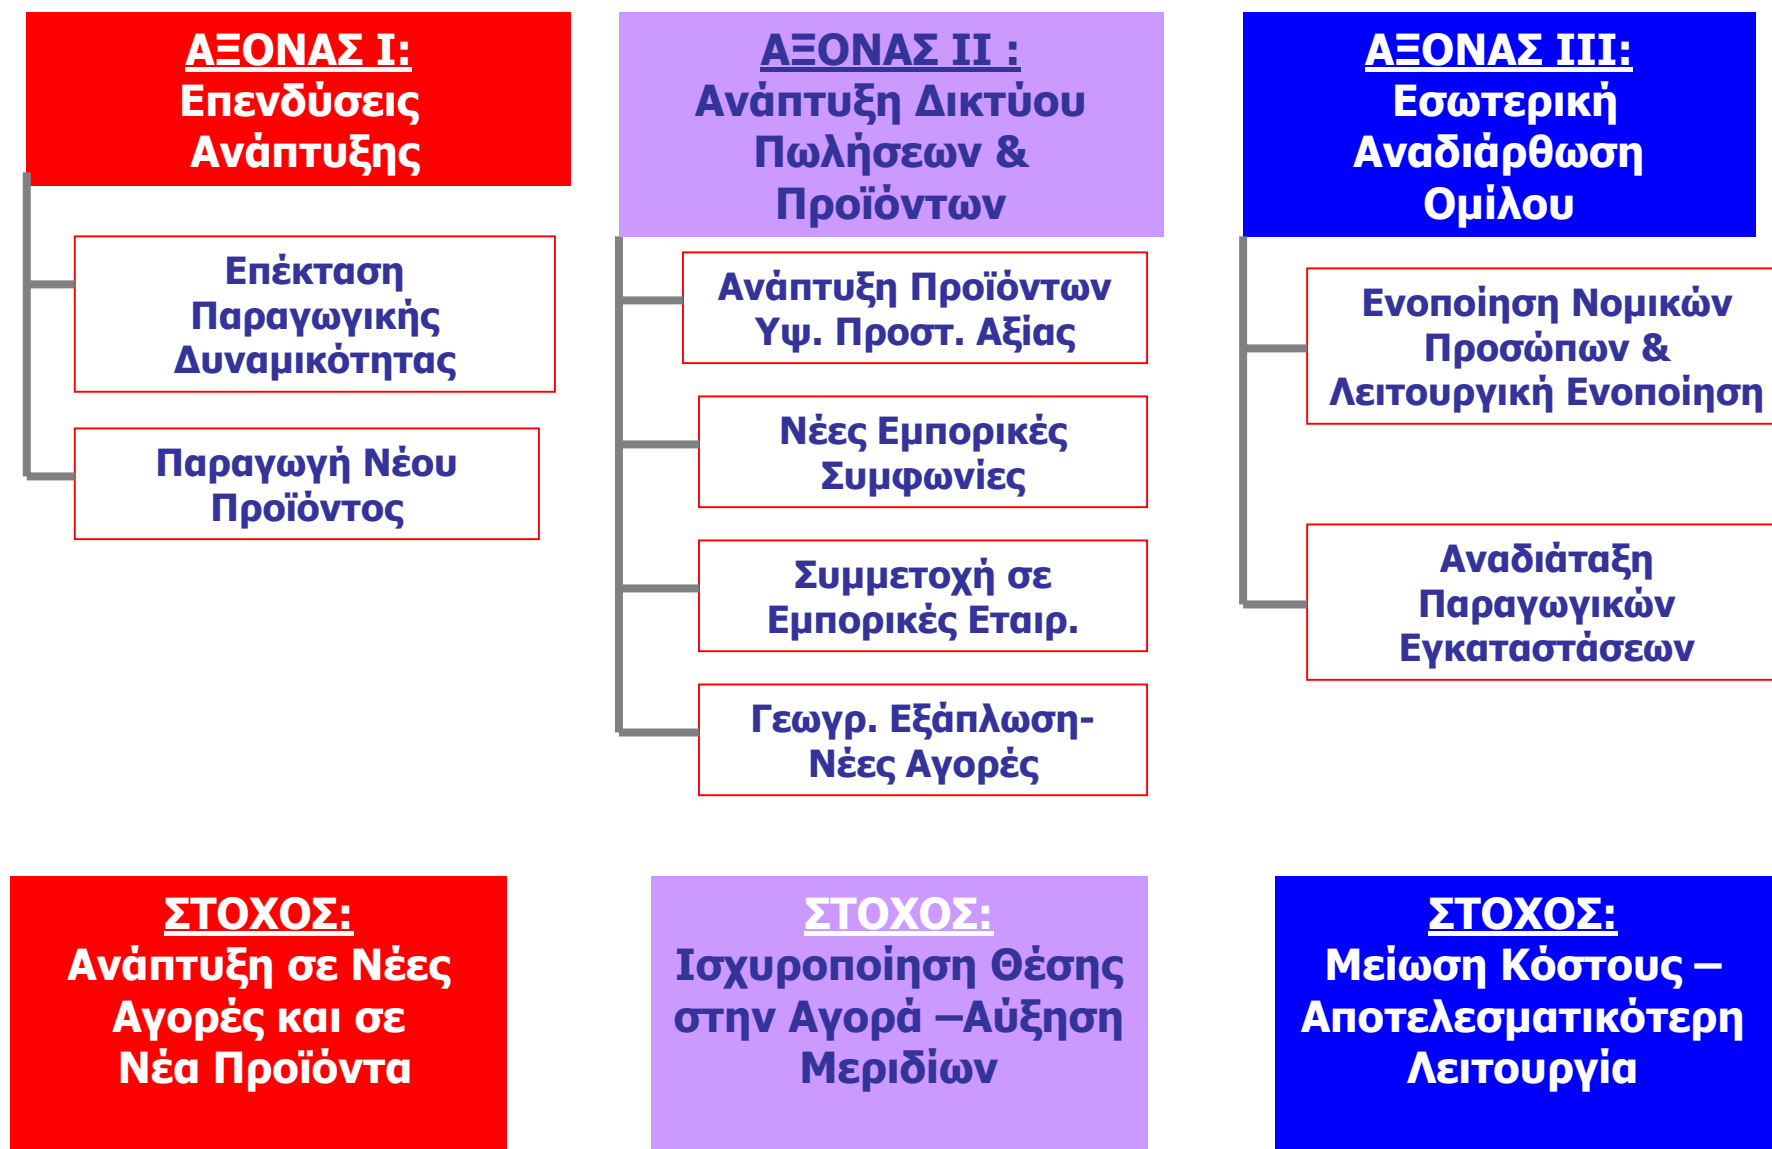 ΑΞΟΝΑΣ Ι:
Επενδύσεις
Ανάπτυξης
Επέκταση
Παραγωγικής
Δυναμικότητας
Παραγωγή Νέου
Προϊόντος
ΑΞΟΝΑΣ ΙΙ :
Ανάπτυξη Δικτύου
Πωλήσεων &
Προϊόντων
Ανάπτυξη Προϊόντων
Υψ. Προστ. Αξίας
Νέες Εμπορικές
Συμφωνίες
Συμμετοχή σε
Εμπορικές Εταιρ.
Γεωγρ. Εξάπλωση-
Νέες Αγορές
ΑΞΟΝΑΣ ΙΙΙ:
Εσωτερική
Αναδιάρθωση
Ομίλου
Ενοποίηση Νομικών
Προσώπων &
Λειτουργική Ενοποίηση
Αναδιάταξη
Παραγωγικών
Εγκαταστάσεων
ΣΤΟΧΟΣ:
Ανάπτυξη σε Νέες
Αγορές και σε
Νέα Προϊόντα
ΣΤΟΧΟΣ:
Ισχυροποίηση Θέσης
στην Αγορά –Αύξηση
Μεριδίων
ΣΤΟΧΟΣ:
Μείωση Κόστους –
Αποτελεσματικότερη
Λειτουργία